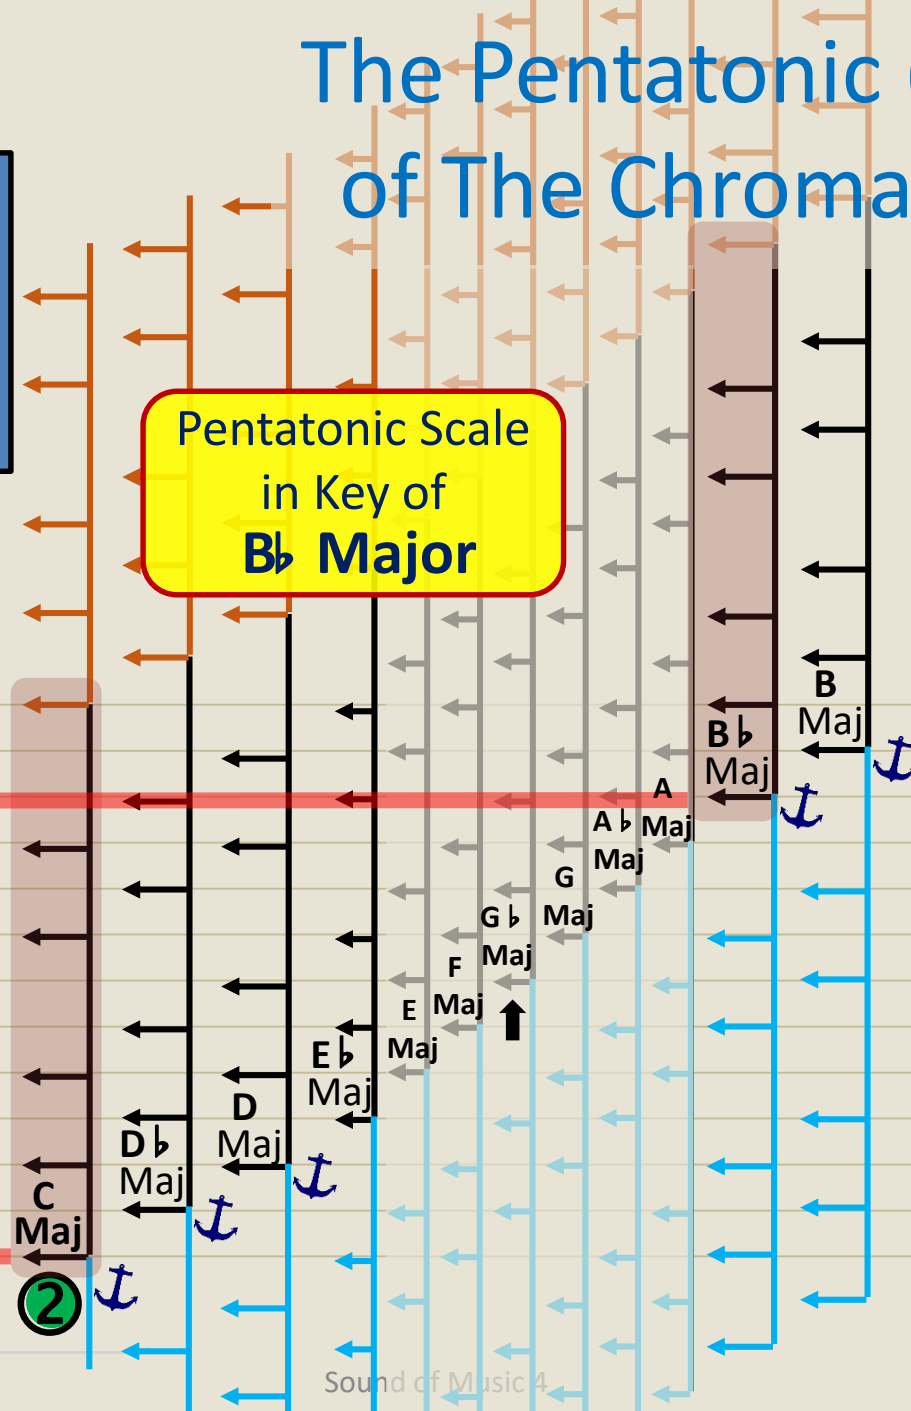 The Pentatonic
of The Chroma
Pentatonic Scale
in Key of
B♭ Major
B
Maj
B♭
Maj
A
Maj
A♭
Maj
G
Maj
G♭
Maj
F
Maj
E
Maj
E♭
Maj
D
Maj
D♭
Maj
C
Maj
2
Sound of Music 4